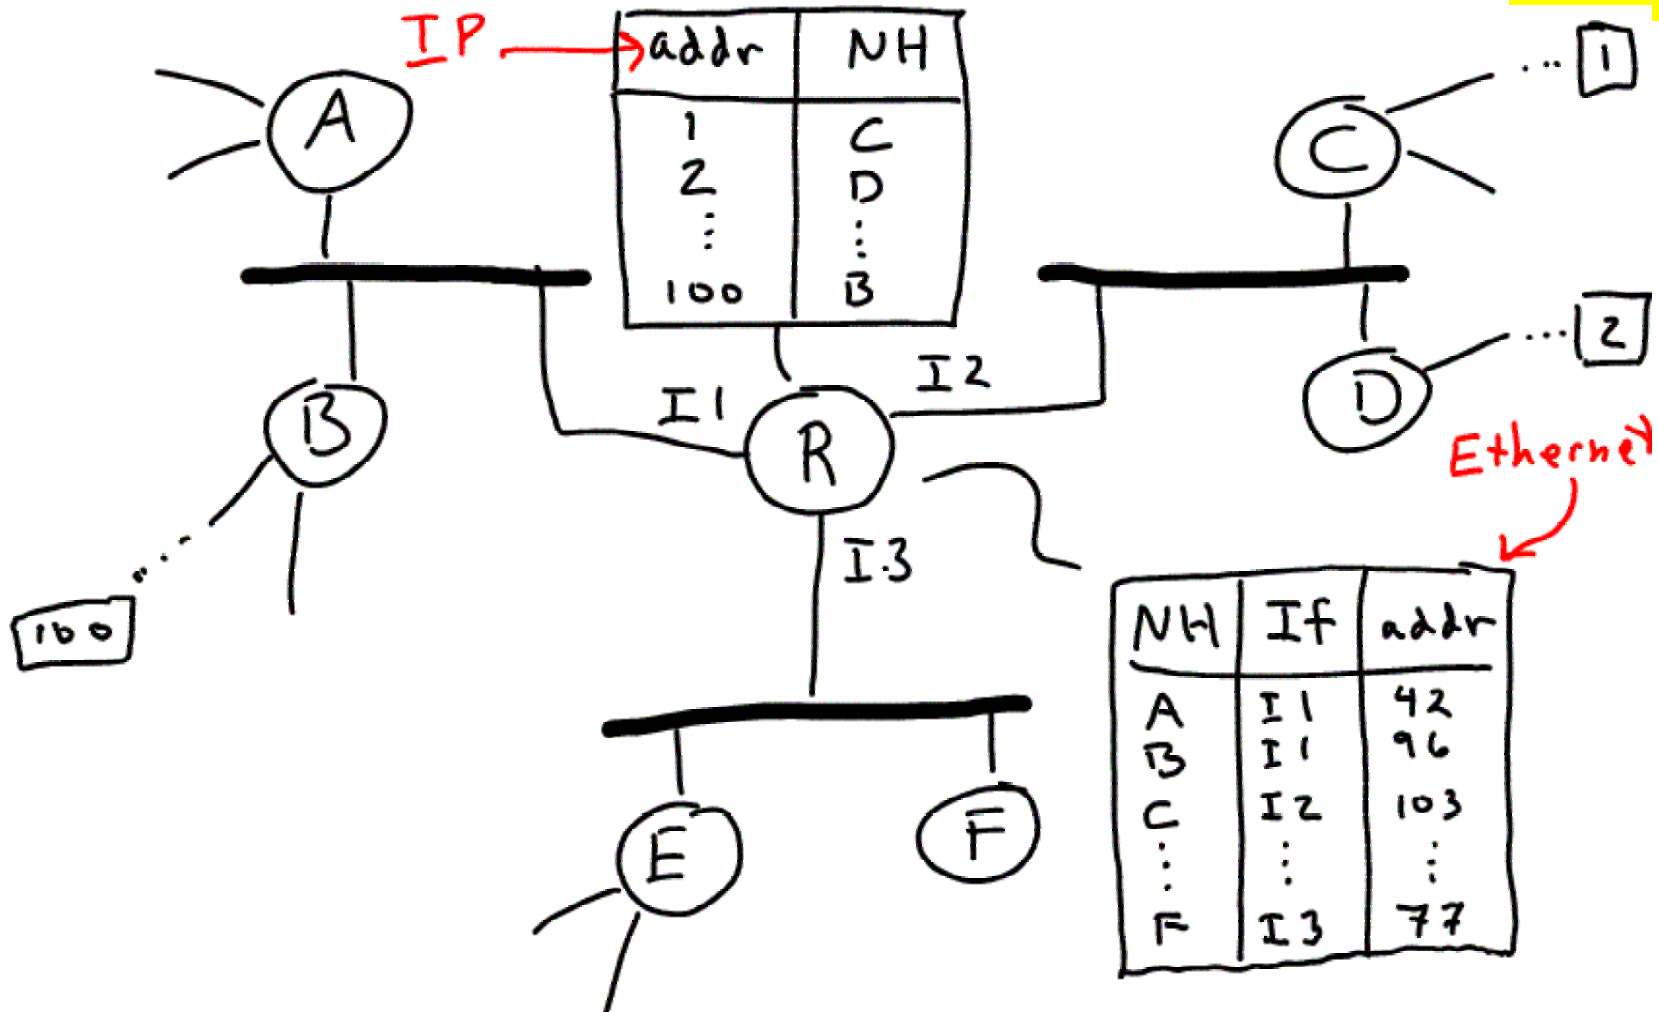 IP
addr NH
1 C
2 D
⋮ ⋮
100 B
A
B
C
D
R
E
F
I1
I2
I3
1
2
100
Ethernet
NH If addr
A I1 42
B I1 96
C I2 103
⋮ ⋮ ⋮
F I3 77